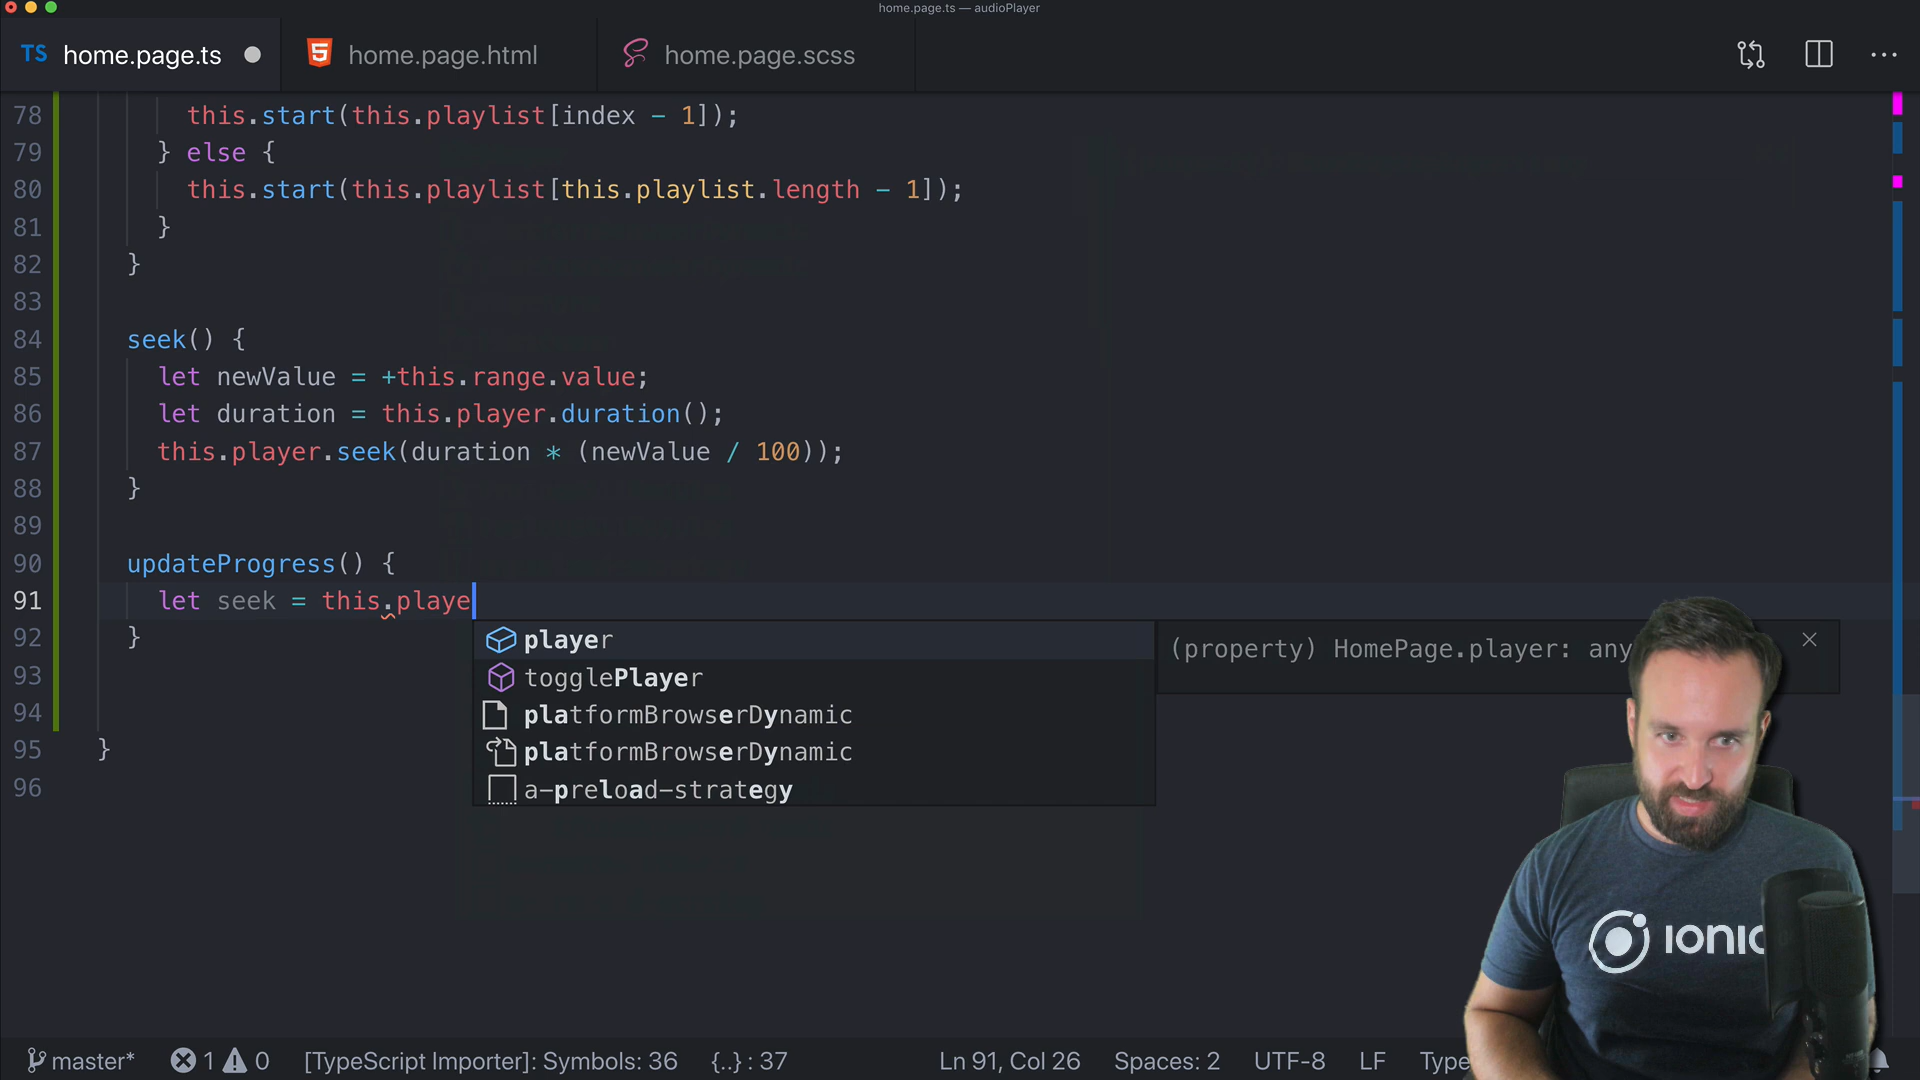 home.page.ts — audioPlayer
TS home.page.ts
home.page.html
home.page.scss
78 this.start(this.playlist[index - 1]);
79 } else {
80 this.start(this.playlist[this.playlist.length - 1]);
81 }
82 }
83
84 seek() {
85 let newValue = +this.range.value;
86 let duration = this.player.duration();
87 this.player.seek(duration * (newValue / 100));
88 }
89
90 updateProgress() {
91 let seek = this.playe
92 }
93
94
95 }
96
player
togglePlayer
platformBrowserDynamic
platformBrowserDynamic
a-preload-strategy
(property) HomePage.player: any
IONIC
master* 1 0 [TypeScript Importer]: Symbols: 36 {..} : 37 Ln 91, Col 26 Spaces: 2 UTF-8 LF Type